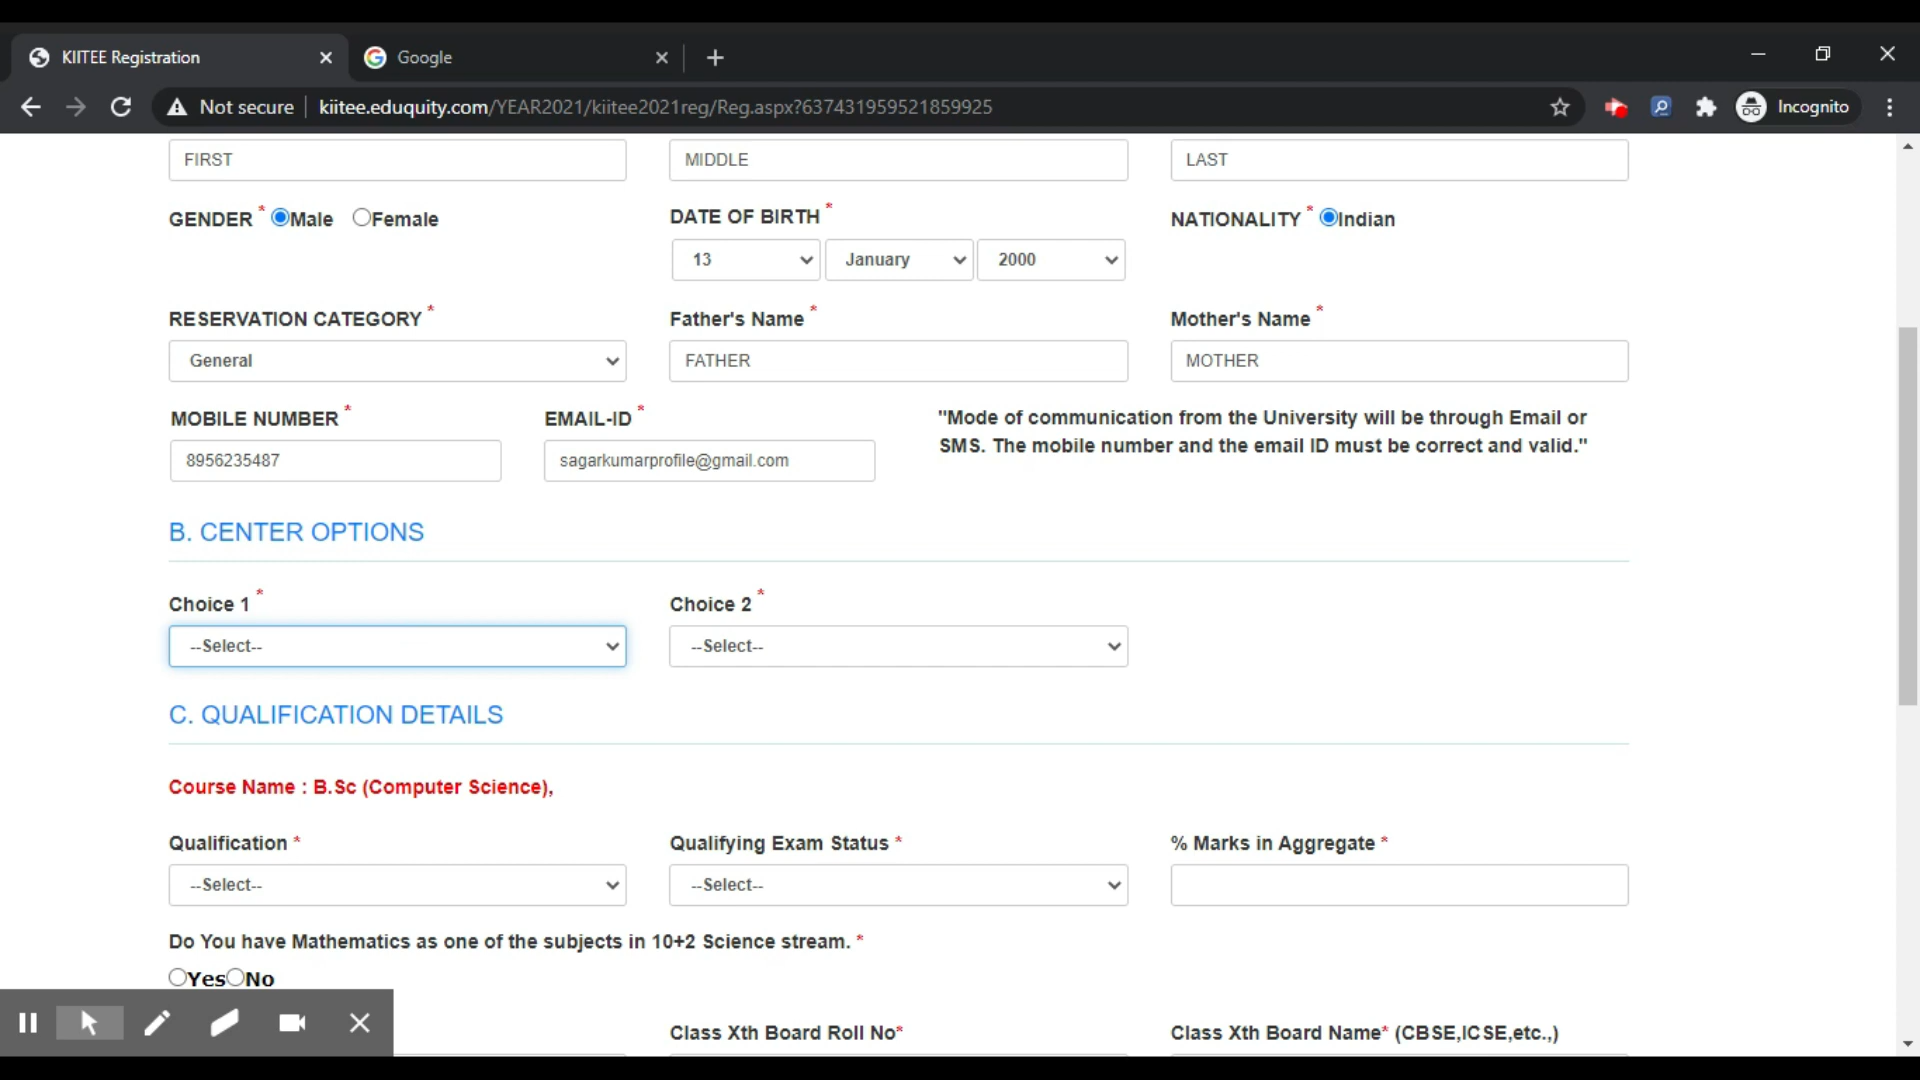 KIITEE Registration
Google
Not secure
kiitee.eduquity.com/YEAR2021/kiitee2021reg/Reg.aspx?637431959521859925
Incognito
FIRST
MIDDLE
LAST
GENDER * Male Female
DATE OF BIRTH *
NATIONALITY * Indian
13
January
2000
RESERVATION CATEGORY *
Father's Name *
Mother's Name *
General
FATHER
MOTHER
MOBILE NUMBER *
EMAIL-ID *
"Mode of communication from the University will be through Email or
SMS. The mobile number and the email ID must be correct and valid."
8956235487
sagarkumarprofile@gmail.com
B. CENTER OPTIONS
Choice 1 *
Choice 2 *
--Select--
--Select--
C. QUALIFICATION DETAILS
Course Name : B.Sc (Computer Science),
Qualification *
Qualifying Exam Status *
% Marks in Aggregate *
--Select--
--Select--
Do You have Mathematics as one of the subjects in 10+2 Science stream. *
Yes No
Class Xth Board Roll No*
Class Xth Board Name* (CBSE,ICSE,etc.,)